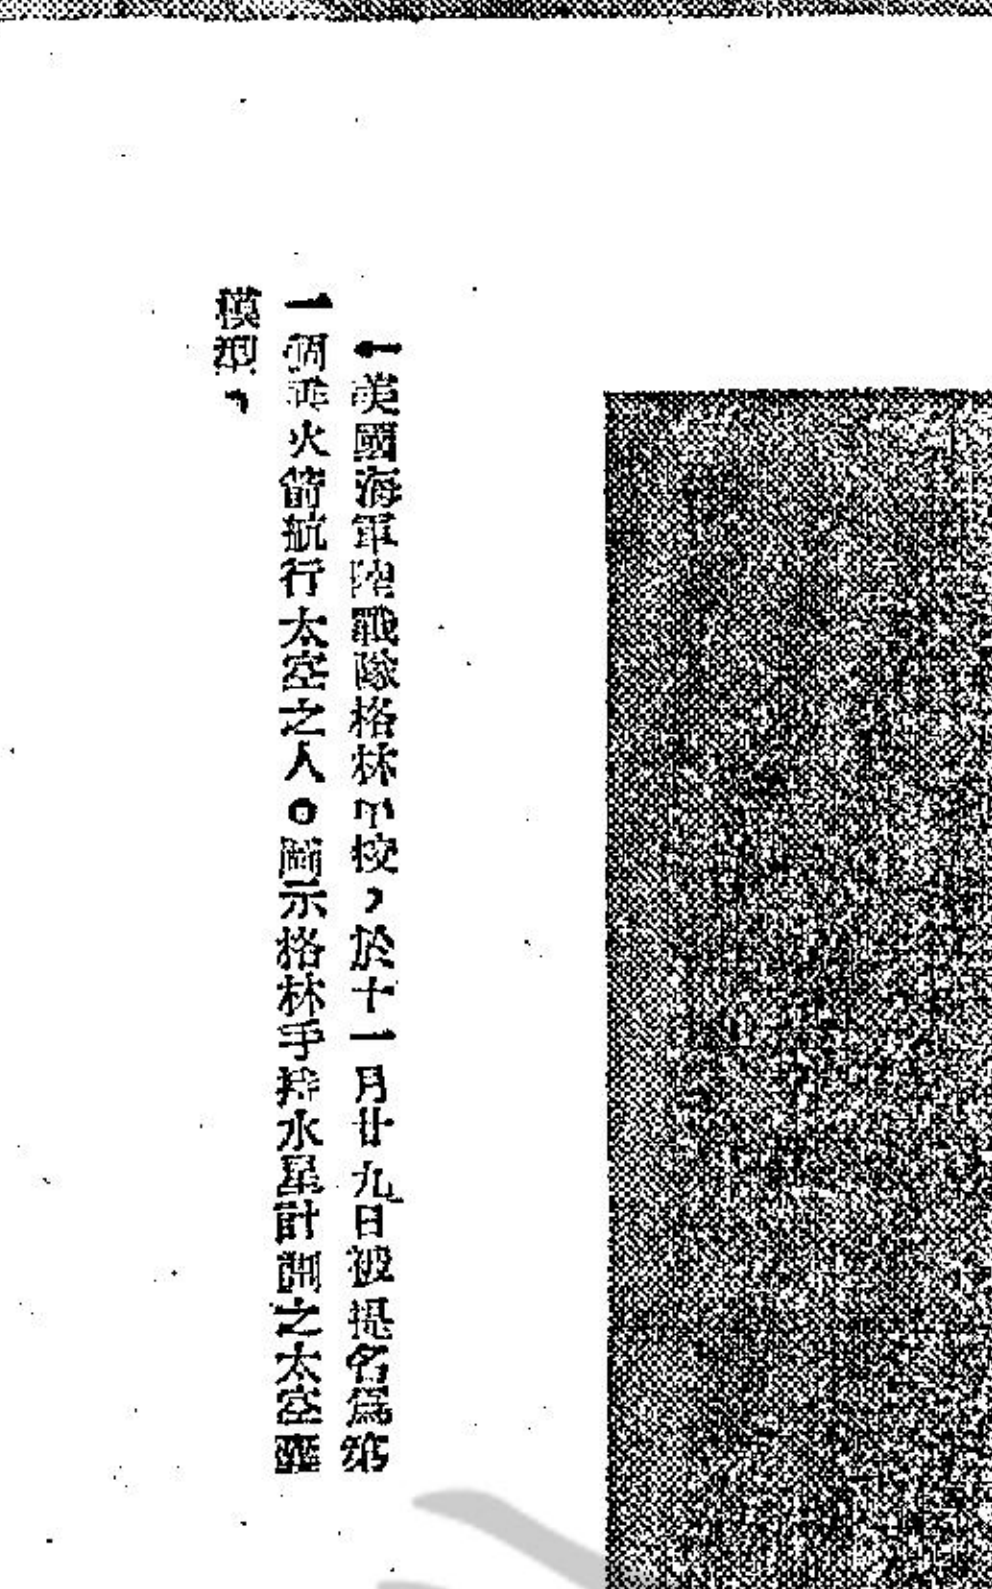 美國海軍陸戰隊格林中校，於十一月廿九日被提名爲第
一個乘火箭航行太空之人。圖示格林手持水星計劃之太空
模型、